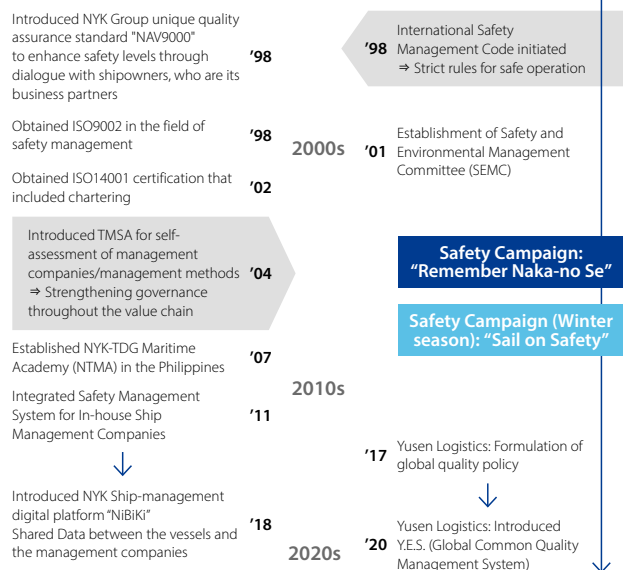 Introduced NYK Group unique quality
assurance standard "NAV9000"
to enhance safety levels through
dialogue with shipowners, who are its
business partners
’98
’98
International Safety
Management Code initiated
⇒ Strict rules for safe operation
Obtained ISO9002 in the field of
safety management
’98
2000s
’01
Establishment of Safety and
Environmental Management
Committee (SEMC)
Obtained ISO14001 certification that
included chartering
’02
Introduced TMSA for self-
assessment of management
companies/management methods
⇒ Strengthening governance
throughout the value chain
’04
Safety Campaign:
“Remember Naka-no Se”
Safety Campaign (Winter
season): “Sail on Safety”
Established NYK-TDG Maritime
Academy (NTMA) in the Philippines
’07
2010s
Integrated Safety Management
System for In-house Ship
Management Companies
’11
’17
Yusen Logistics: Formulation of
global quality policy
Introduced NYK Ship-management
digital platform “NiBiKi”
Shared Data between the vessels and
the management companies
’18
2020s
’20
Yusen Logistics: Introduced
Y.E.S. (Global Common Quality
Management System)